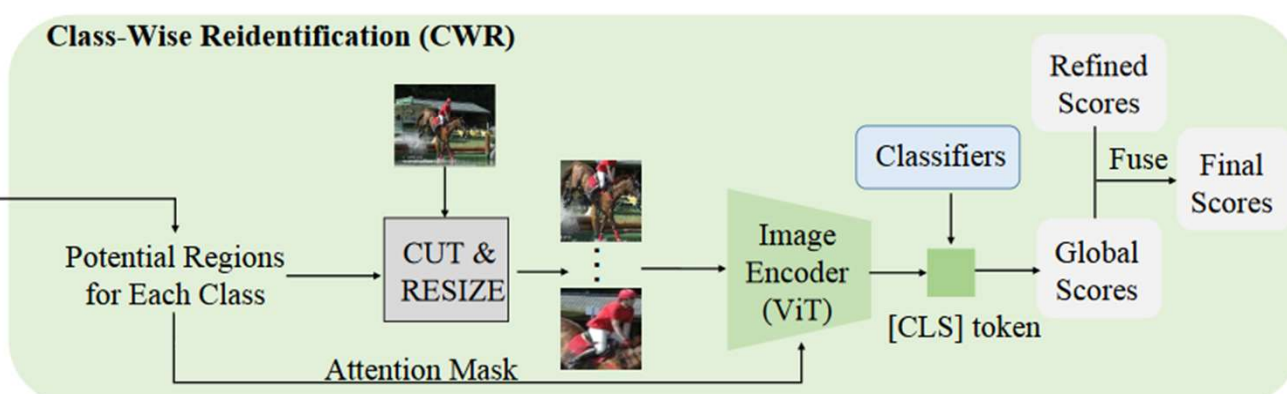 Class-Wise Reidentification (CWR)
Refined
Scores
Classifiers
Fuse
Final
Scores
Potential Regions
for Each Class
CUT &
RESIZE
Image
Encoder
(ViT)
[CLS] token
Global
Scores
Attention Mask